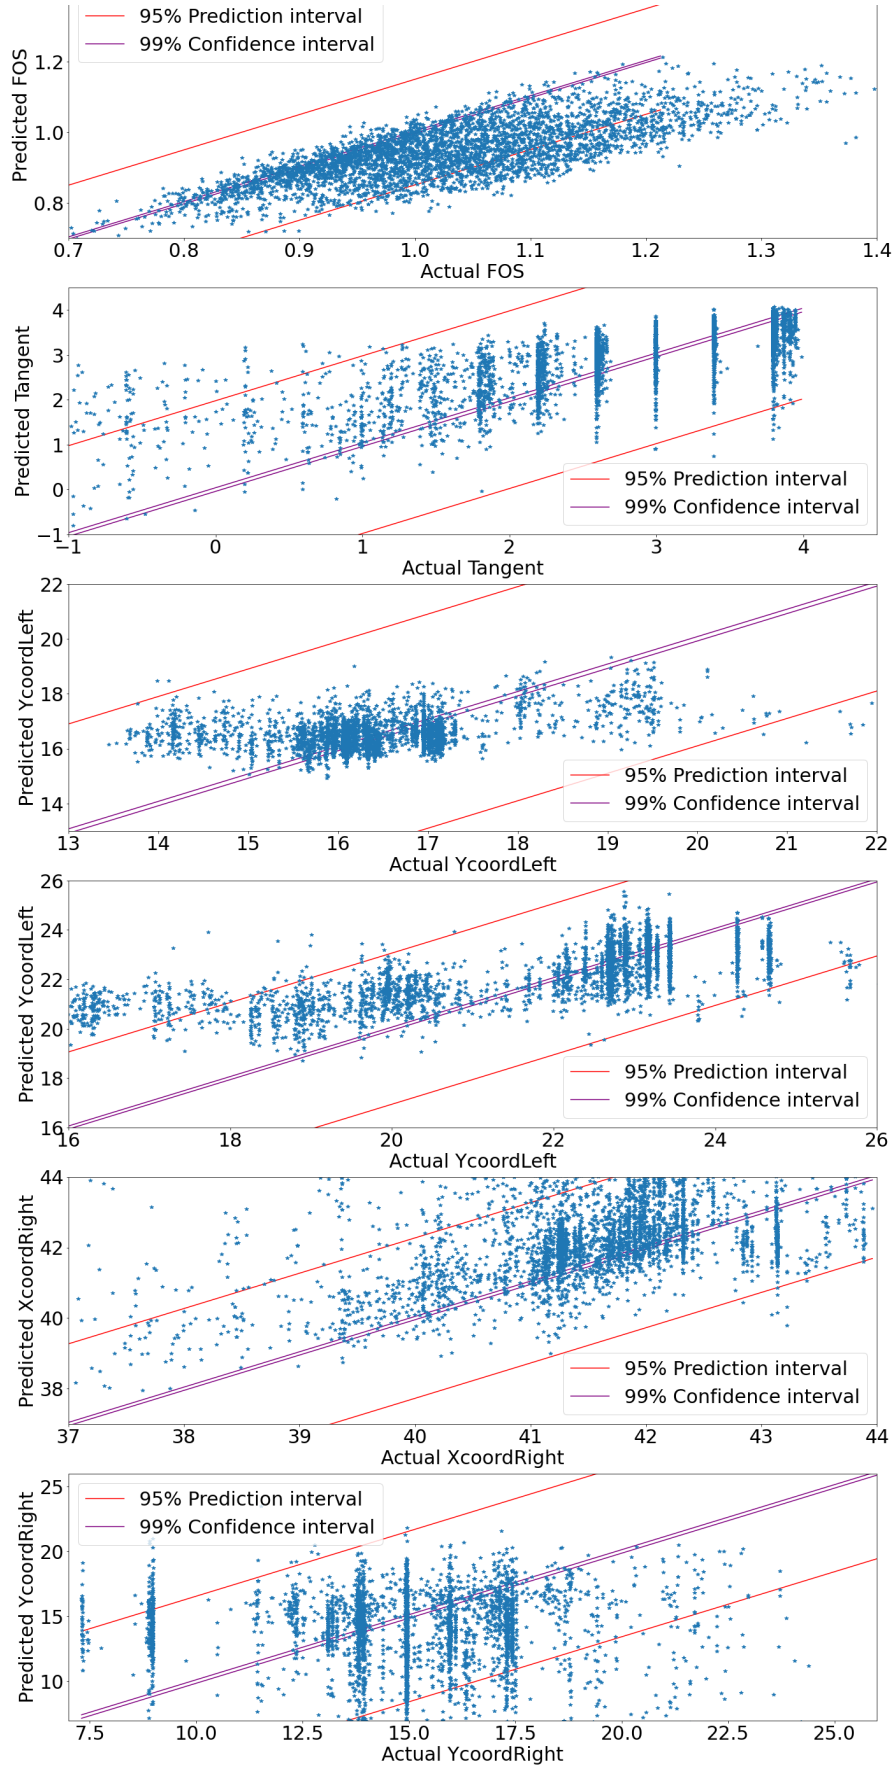 95% Prediction interval
99% Confidence interval
Predicted FOS
1.2
1.0
0.8
0.7 0.8 0.9 1.0 1.1 1.2 1.3 1.4
Actual FOS
Predicted Tangent
4
3
2
1
0
−1
95% Prediction interval
99% Confidence interval
−1 0 1 2 3 4
Actual Tangent
Predicted YcoordLeft
22
20
18
16
14
95% Prediction interval
99% Confidence interval
13 14 15 16 17 18 19 20 21 22
Actual YcoordLeft
Predicted YcoordLeft
26
24
22
20
18
16
95% Prediction interval
99% Confidence interval
16 18 20 22 24 26
Actual YcoordLeft
Predicted XcoordRight
44
42
40
38
95% Prediction interval
99% Confidence interval
37 38 39 40 41 42 43 44
Actual XcoordRight
Predicted YcoordRight
25
20
15
10
95% Prediction interval
99% Confidence interval
7.5 10.0 12.5 15.0 17.5 20.0 22.5 25.0
Actual YcoordRight